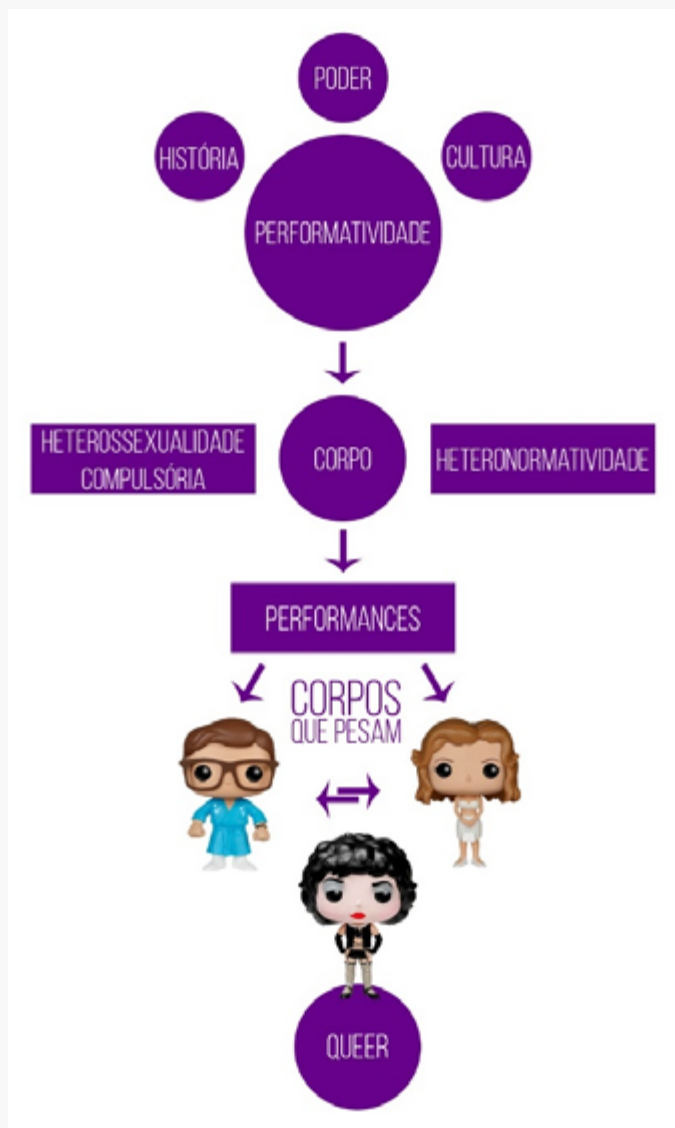 PODER
HISTÓRIA
CULTURA
PERFORMATIVIDADE
HETEROSSEXUALIDADE
COMPULSÓRIA
CORPO
HETERONORMATIVIDADE
PERFORMANCES
CORPOS
QUE PESAM
QUEER